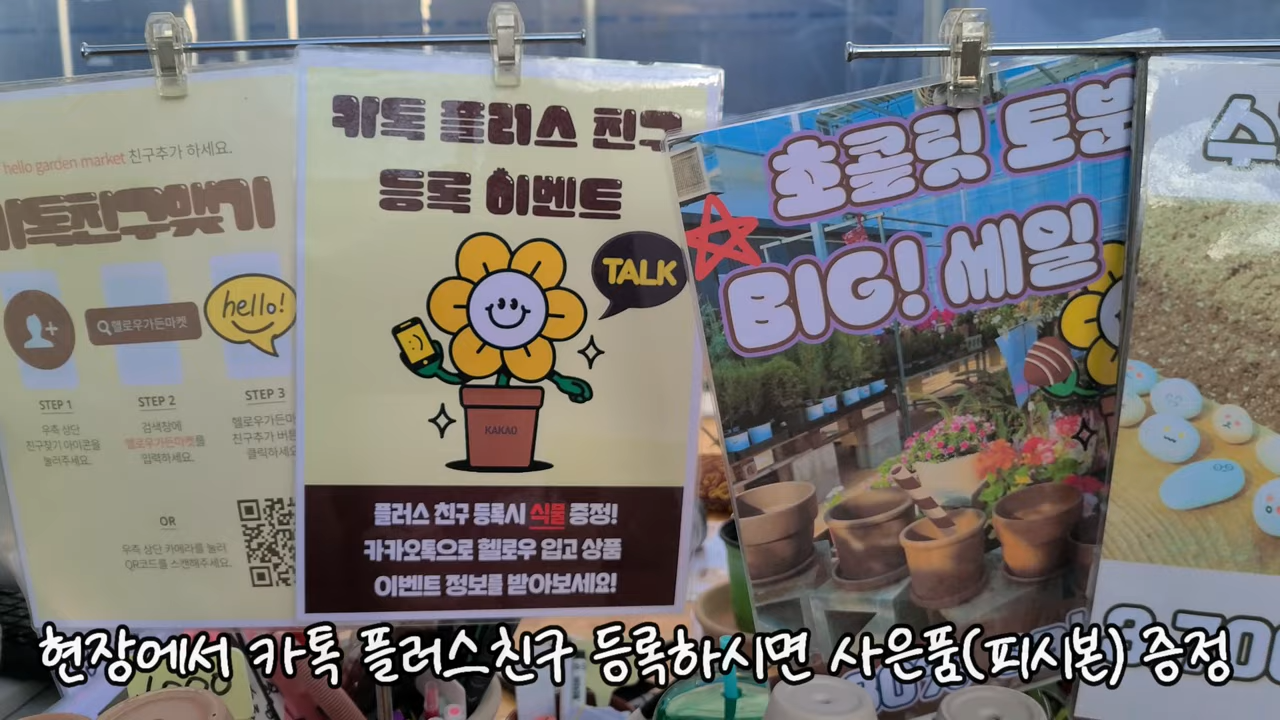 hello garden market 친구추가 하세요.
카톡친구맺기
헬로우가든마켓
hello!
STEP 1
우측 상단
친구찾기 아이콘을
눌러주세요.
STEP 2
검색창에
헬로우가든마켓를
입력하세요.
STEP 3
헬로우가든마
친구추가 버튼
클릭하세요
OR
우측 상단 카메라를 눌러
QR코드를 스캔해주세요.
카톡 플러스 친구
등록 이벤트
TALK
KAKAO
플러스 친구 등록시 식물 증정!
카카오톡으로 헬로우 입고 상품
이벤트 정보를 받아보세요!
초콜링 토분
BIG! 세일
수
3,700
현장에서 카톡 플러스친구 등록하시면 사은품(피시본) 증정